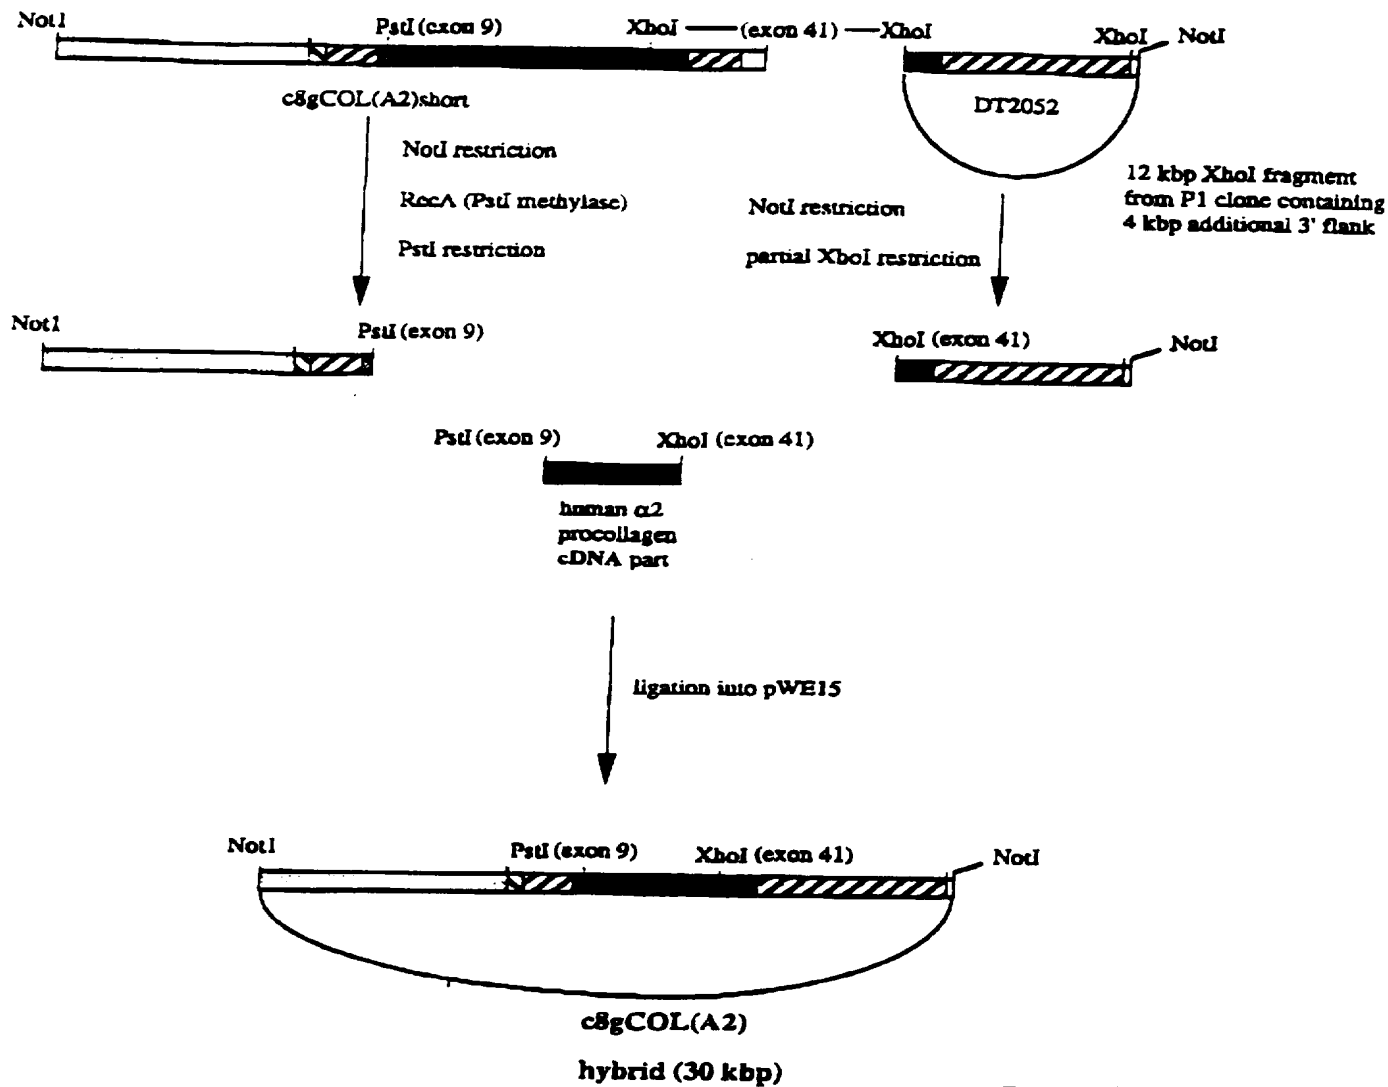 Not1
PstI (exon 9)
XhoI — (exon 41) — XhoI
XhoI
NotI
c8gCOL(A2)short
DT2052
NotI restriction
RecA (PstI methylase)
PstI restriction
NotI restriction
partial XboI restriction
12 kbp XhoI fragment
from P1 clone containing
4 kbp additional 3' flank
Not1
PstI (exon 9)
XhoI (exon 41)
NotI
PstI (exon 9)
XhoI (exon 41)
human α2
procollagen
cDNA part
ligation into pWE15
NotI
PstI (exon 9)
XhoI (exon 41)
NotI
c8gCOL(A2)
hybrid (30 kbp)